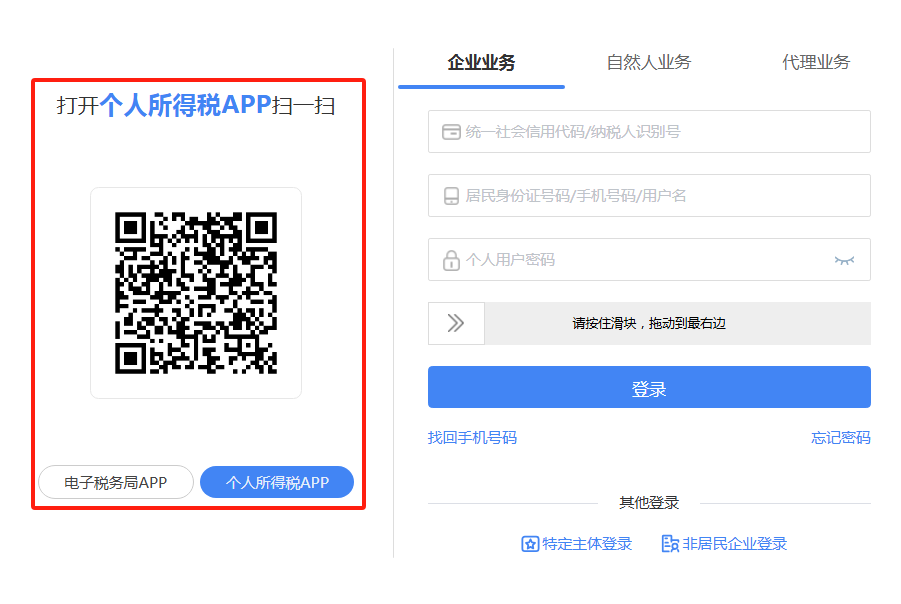 打开个人所得税APP扫一扫
电子税务局APP
个人所得税APP
企业业务
自然人业务
代理业务
统一社会信用代码/纳税人识别号
居民身份证号码/手机号码/用户名
个人用户密码
请按住滑块，拖动到最右边
登录
找回手机号码
忘记密码
其他登录
特定主体登录
非居民企业登录